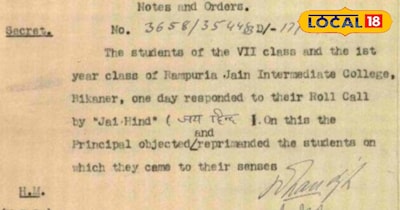 Notes and Orders.
LOCAL 18
Secret.
No. 3658/3544
The students of the VII class and the 1st
year class of Rampuria Jain Intermediate College,
Bikaner, one day responded to their Roll Call
by "Jai-Hind" (जय हिन्द ). On this the
and
Principal objected/reprimended the students on
which they came to their senses
H.M.